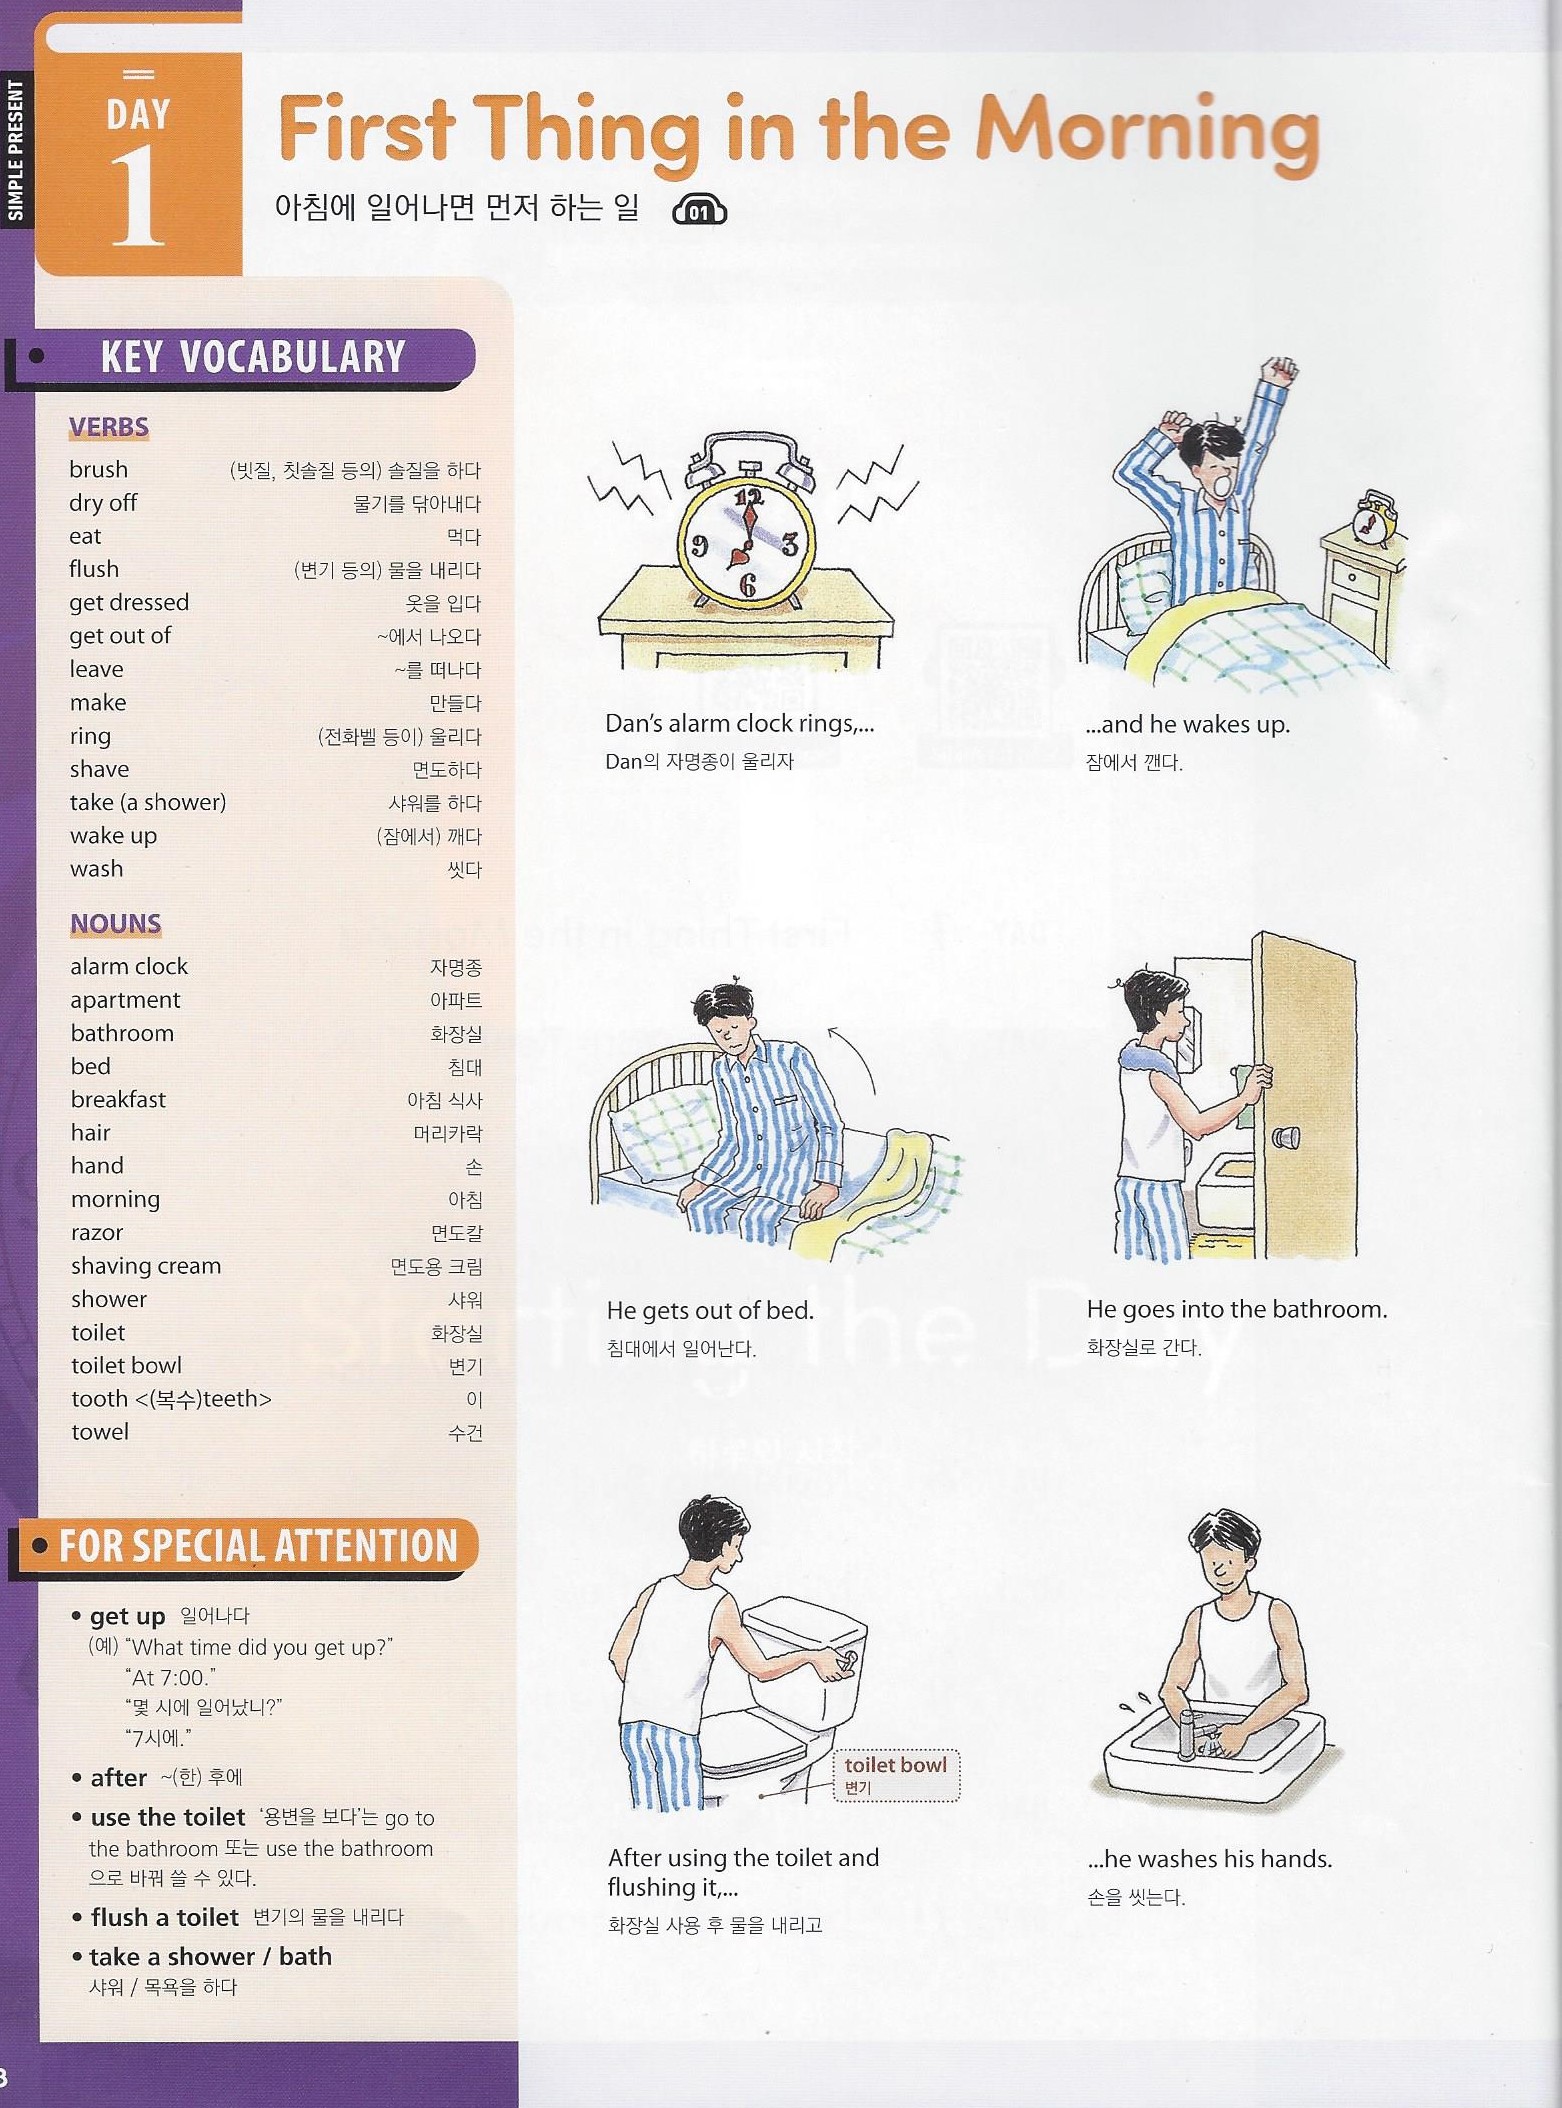 SIMPLE PRESENT
DAY
1
First Thing in the Morning
아침에 일어나면 먼저 하는 일 01
KEY VOCABULARY
VERBS
brush (빗질, 칫솔질 등의) 솔질을 하다
dry off 물기를 닦아내다
eat 먹다
flush (변기 등의) 물을 내리다
get dressed 옷을 입다
get out of ~에서 나오다
leave ~를 떠나다
make 만들다
ring (전화벨 등이) 울리다
shave 면도하다
take (a shower) 샤워를 하다
wake up (잠에서) 깨다
wash 씻다
NOUNS
alarm clock 자명종
apartment 아파트
bathroom 화장실
bed 침대
breakfast 아침 식사
hair 머리카락
hand 손
morning 아침
razor 면도칼
shaving cream 면도용 크림
shower 샤워
toilet 화장실
toilet bowl 변기
tooth <(복수)teeth> 이
towel 수건
FOR SPECIAL ATTENTION
• get up 일어나다
(예) “What time did you get up?”
“At 7:00.”
“몇 시에 일어났니?”
“7시에.”
• after ~(한) 후에
• use the toilet ‘용변을 보다’는 go to
the bathroom 또는 use the bathroom
으로 바꿔 쓸 수 있다.
• flush a toilet 변기의 물을 내리다
• take a shower / bath
샤워 / 목욕을 하다
12
9 3
6
Dan’s alarm clock rings,...
Dan의 자명종이 울리자
...and he wakes up.
잠에서 깬다.
He gets out of bed.
침대에서 일어난다.
He goes into the bathroom.
화장실로 간다.
toilet bowl
변기
After using the toilet and
flushing it,...
화장실 사용 후 물을 내리고
...he washes his hands.
손을 씻는다.